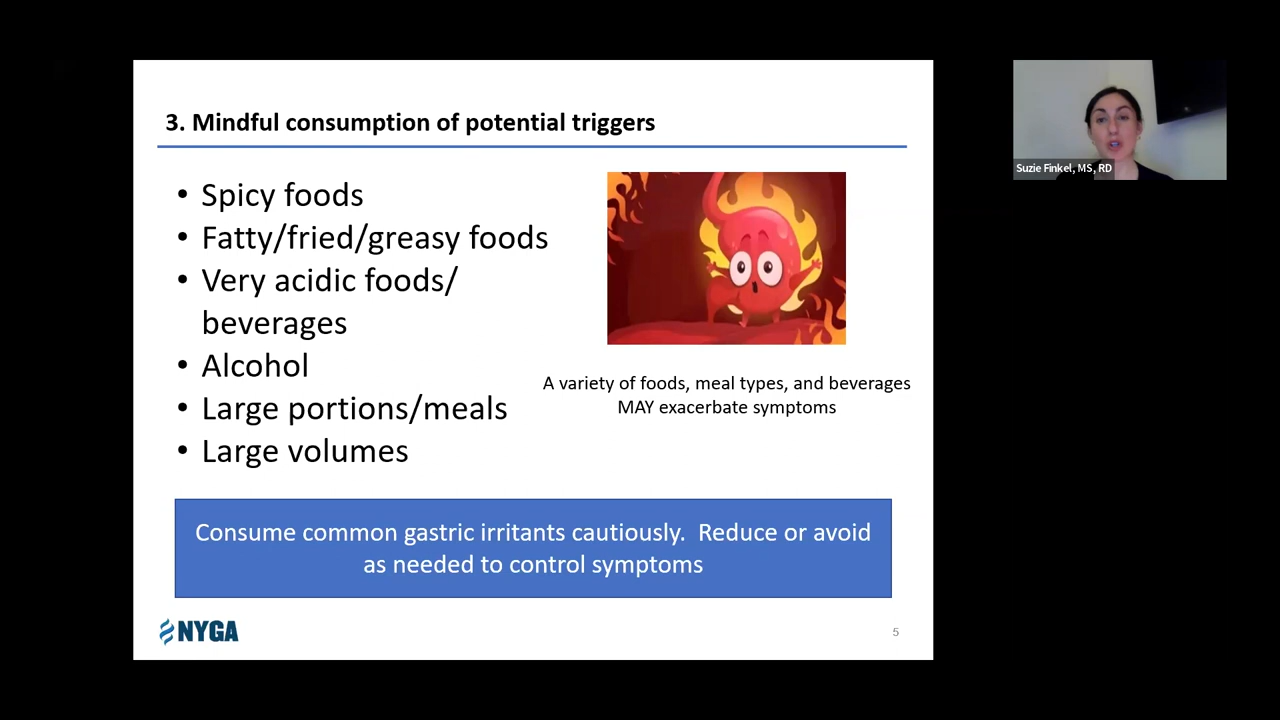 3. Mindful consumption of potential triggers
• Spicy foods
• Fatty/fried/greasy foods
• Very acidic foods/
beverages
• Alcohol
• Large portions/meals
• Large volumes
A variety of foods, meal types, and beverages
MAY exacerbate symptoms
Consume common gastric irritants cautiously.  Reduce or avoid
as needed to control symptoms
NYGA
5
Suzie Finkel, MS, RD